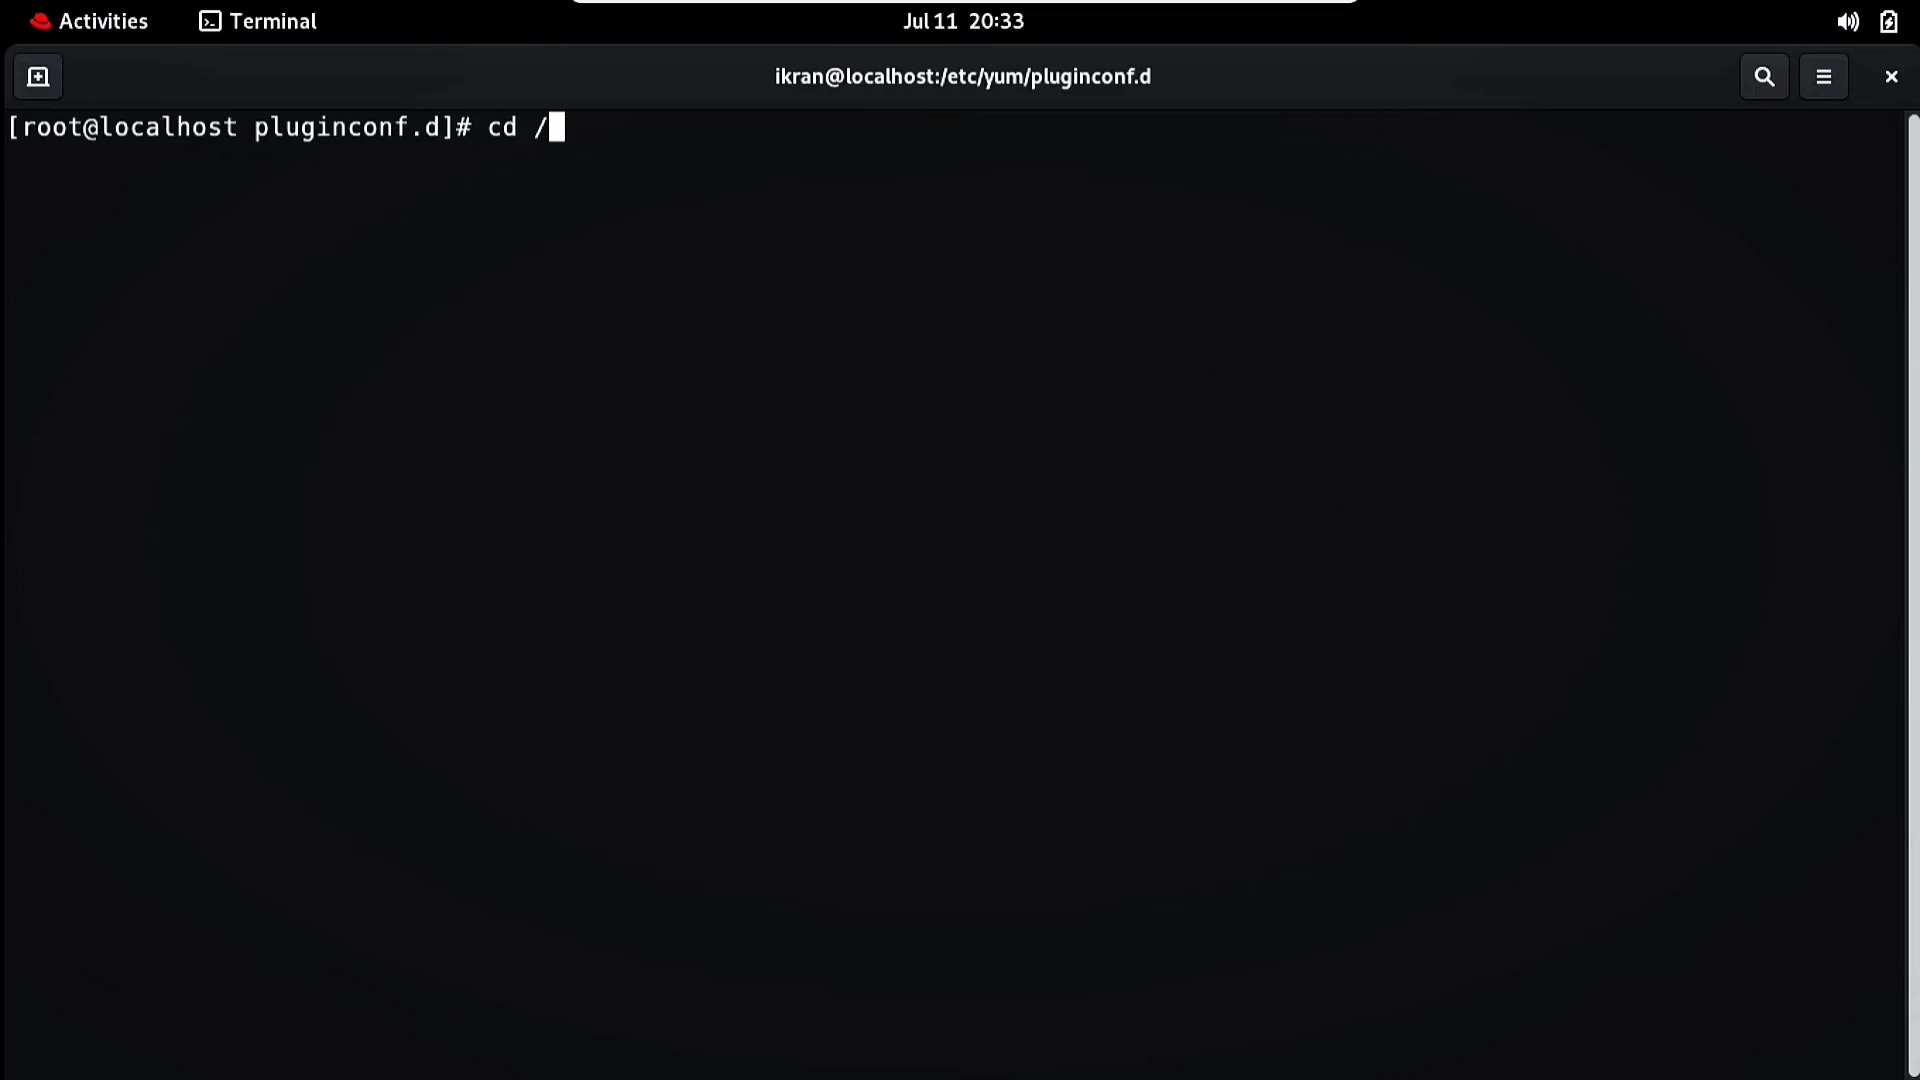 Activities Terminal Jul 11 20:33
ikran@localhost:/etc/yum/pluginconf.d
[root@localhost pluginconf.d]# cd /